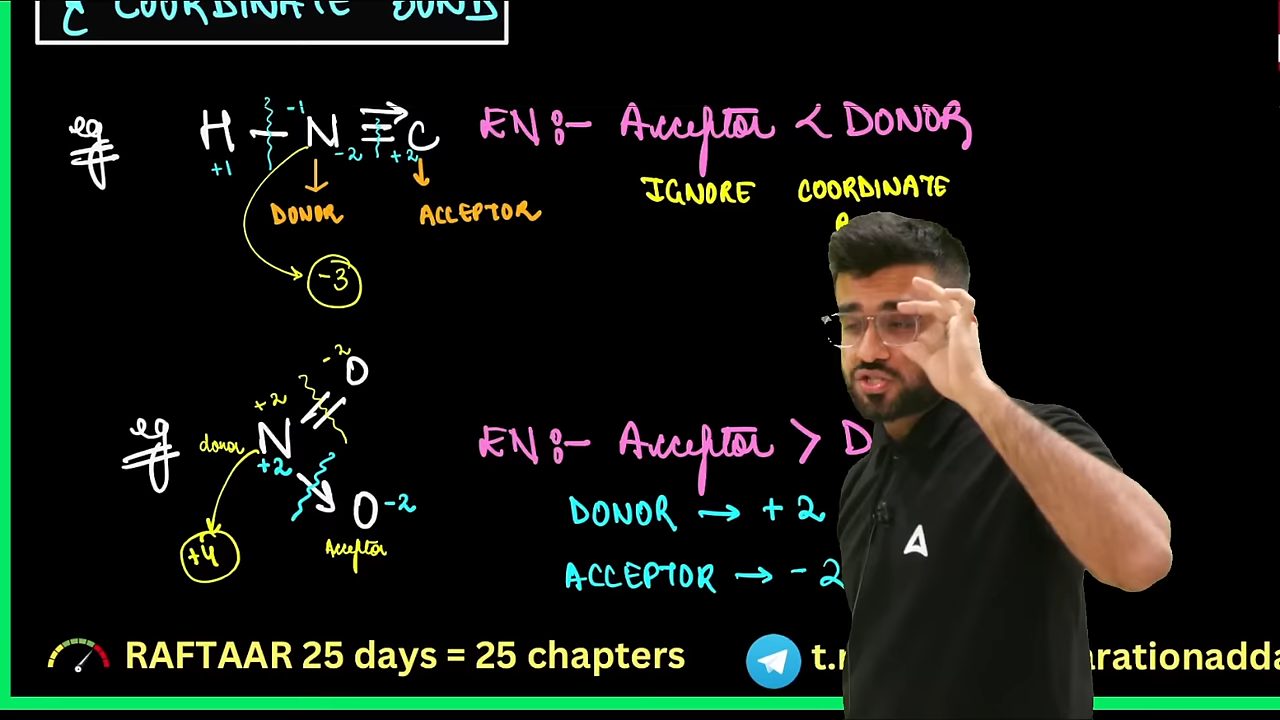 C̄ COORDINATE BOND
eg H — N ≡ C
-1
+1 -2 +2
DONOR ACCEPTOR
-3
EN:- Acceptor < DONOR
IGNORE COORDINATE
eg donor N O
-2
+2
+2
O -2
Acceptor
+4
EN:- Acceptor > D
DONOR → +2
ACCEPTOR → -2
RAFTAAR 25 days = 25 chapters
arationadda